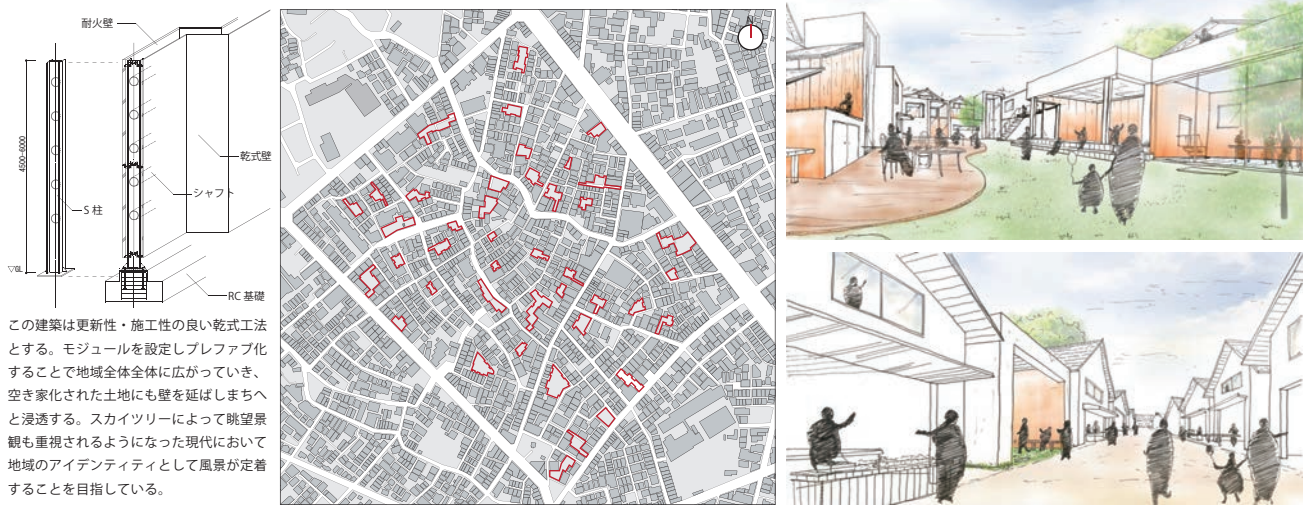 耐火壁
乾式壁
シャフト
S 柱
4500-6000
▽GL
RC 基礎
この建築は更新性・施工性の良い乾式工法
とする。モジュールを設定しプレファブ化
することで地域全体全体に広がっていき、
空き家化された土地にも壁を延ばしまちへ
と浸透する。スカイツリーによって眺望景
観も重視されるようになった現代において
地域のアイデンティティとして風景が定着
することを目指している。
N